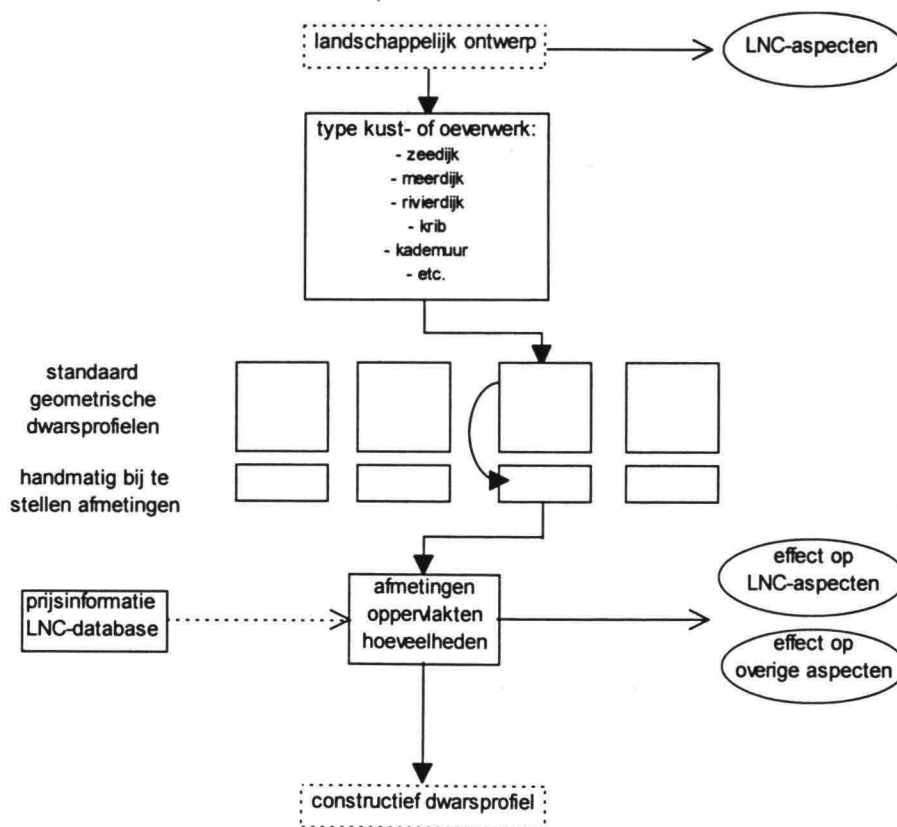 landschappelijk ontwerp
LNC-aspecten
type kust- of oeverwerk:
- zeedijk
- meerdijk
- rivierdijk
- krib
- kademuur
- etc.
standaard
geometrische
dwarsprofielen
handmatig bij te
stellen afmetingen
prijsinformatie
LNC-database
afmetingen
oppervlakten
hoeveelheden
effect op
LNC-aspecten
effect op
overige aspecten
constructief dwarsprofiel